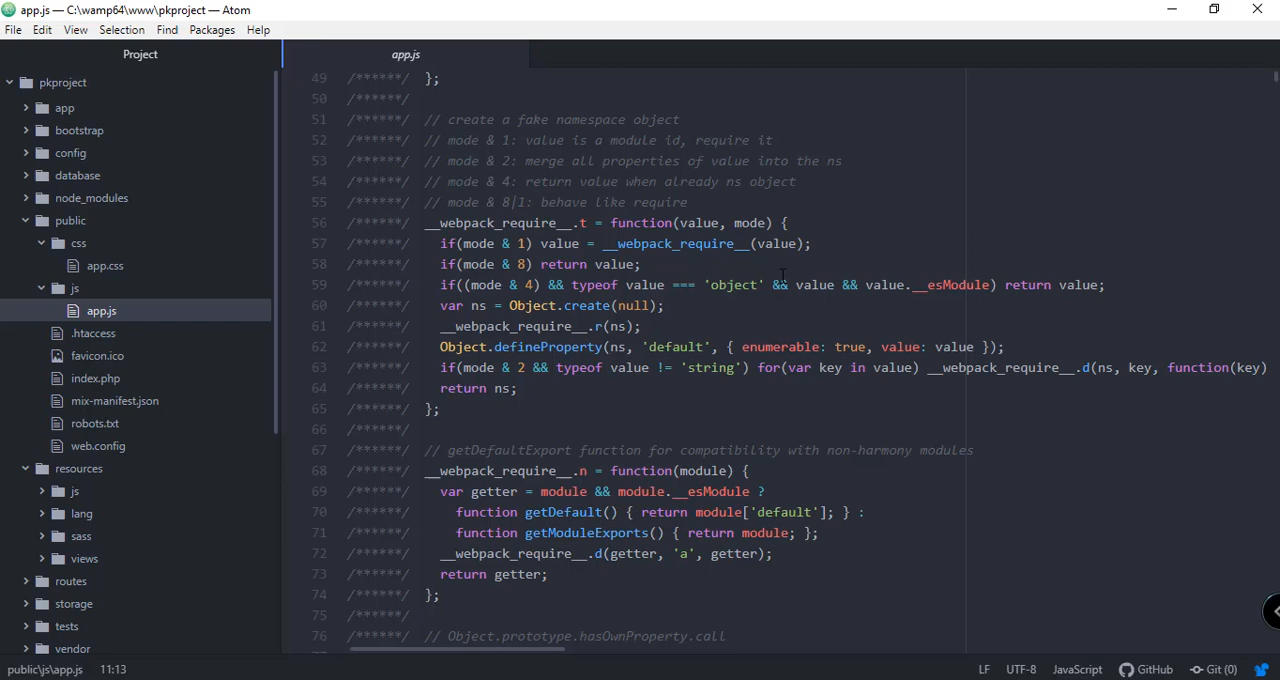 app.js — C:\wamp64\www\pkproject — Atom
File Edit View Selection Find Packages Help
Project
pkproject
app
bootstrap
config
database
node_modules
public
css
app.css
js
app.js
.htaccess
favicon.ico
index.php
mix-manifest.json
robots.txt
web.config
resources
js
lang
sass
views
routes
storage
tests
vendor
app.js
49 /******/ };
50 /******/
51 /******/ // create a fake namespace object
52 /******/ // mode & 1: value is a module id, require it
53 /******/ // mode & 2: merge all properties of value into the ns
54 /******/ // mode & 4: return value when already ns object
55 /******/ // mode & 8|1: behave like require
56 /******/ __webpack_require__.t = function(value, mode) {
57 /******/ if(mode & 1) value = __webpack_require__(value);
58 /******/ if(mode & 8) return value;
59 /******/ if((mode & 4) && typeof value === 'object' && value && value.__esModule) return value;
60 /******/ var ns = Object.create(null);
61 /******/ __webpack_require__.r(ns);
62 /******/ Object.defineProperty(ns, 'default', { enumerable: true, value: value });
63 /******/ if(mode & 2 && typeof value != 'string') for(var key in value) __webpack_require__.d(ns, key, function(key)
64 /******/ return ns;
65 /******/ };
66 /******/
67 /******/ // getDefaultExport function for compatibility with non-harmony modules
68 /******/ __webpack_require__.n = function(module) {
69 /******/ var getter = module && module.__esModule ?
70 /******/ function getDefault() { return module['default']; } :
71 /******/ function getModuleExports() { return module; };
72 /******/ __webpack_require__.d(getter, 'a', getter);
73 /******/ return getter;
74 /******/ };
75 /******/
76 /******/ // Object.prototype.hasOwnProperty.call
public\js\app.js 11:13 LF UTF-8 JavaScript GitHub Git (0)